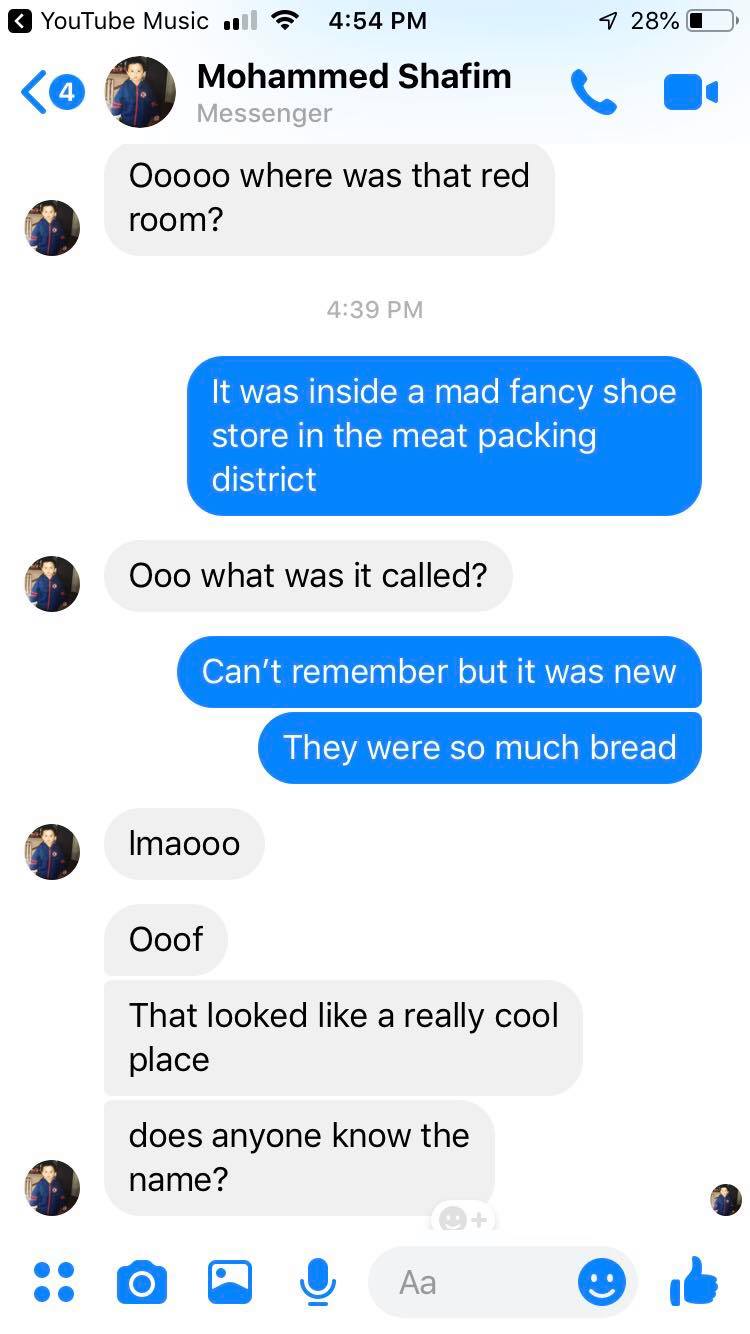 YouTube Music 4:54 PM 28%
4
Mohammed Shafim
Messenger
Ooooo where was that red
room?
4:39 PM
It was inside a mad fancy shoe
store in the meat packing
district
Ooo what was it called?
Can't remember but it was new
They were so much bread
lmaooo
Ooof
That looked like a really cool
place
does anyone know the
name?
Aa